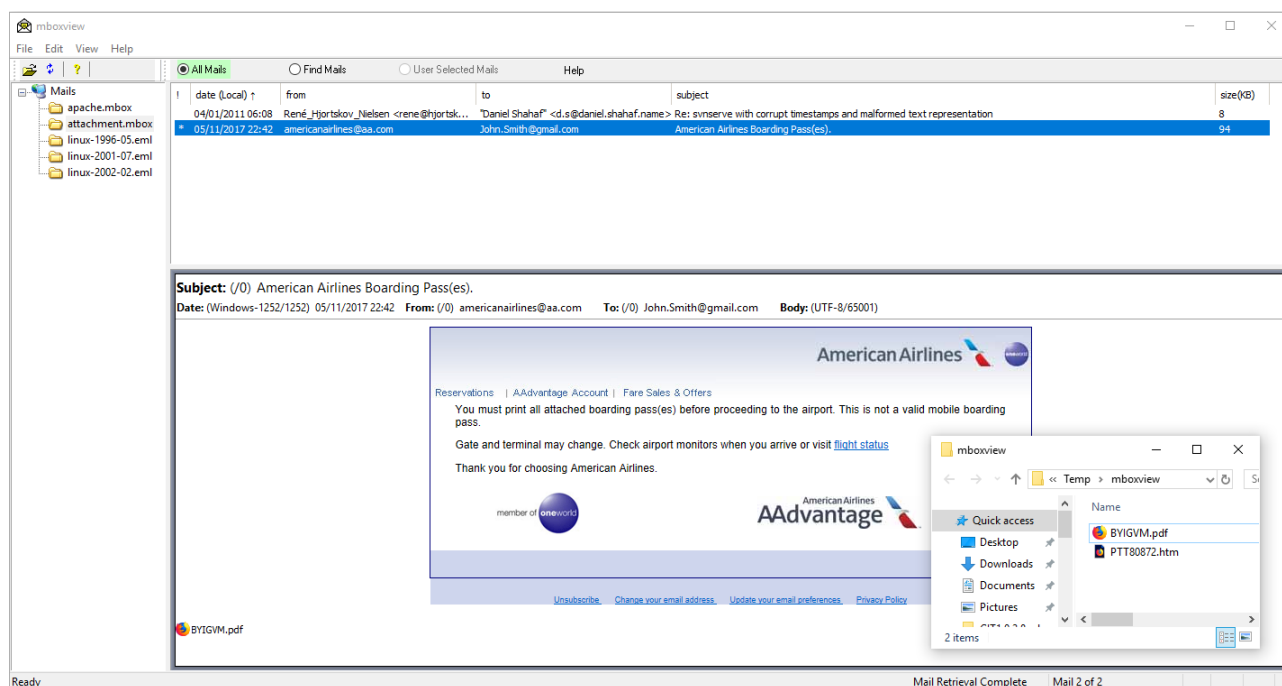 mboxview
File Edit View Help
All Mails Find Mails User Selected Mails Help
Mails
apache.mbox
attachment.mbox
linux-1996-05.eml
linux-2001-07.eml
linux-2002-02.eml
! date (Local) ↑ from to subject size(KB)
04/01/2011 06:08 René_Hjortskov_Nielsen <rene@hjortsk... "Daniel Shahaf" <d.s@daniel.shahaf.name> Re: svnserve with corrupt timestamps and malformed text representation 8
* 05/11/2017 22:42 americanairlines@aa.com John.Smith@gmail.com American Airlines Boarding Pass(es). 94
Subject: (/0) American Airlines Boarding Pass(es).
Date: (Windows-1252/1252) 05/11/2017 22:42 From: (/0) americanairlines@aa.com To: (/0) John.Smith@gmail.com Body: (UTF-8/65001)
American Airlines oneworld
Reservations | AAdvantage Account | Fare Sales & Offers
You must print all attached boarding pass(es) before proceeding to the airport. This is not a valid mobile boarding
pass.
Gate and terminal may change. Check airport monitors when you arrive or visit flight status
Thank you for choosing American Airlines.
member of oneworld
American Airlines
AAdvantage
Unsubscribe Change your email address Update your email preferences Privacy Policy
BYIGVM.pdf
mboxview
« Temp > mboxview
Name
Quick access
Desktop
Downloads
Documents
Pictures
BYIGVM.pdf
PTT80872.htm
2 items
Ready Mail Retrieval Complete Mail 2 of 2